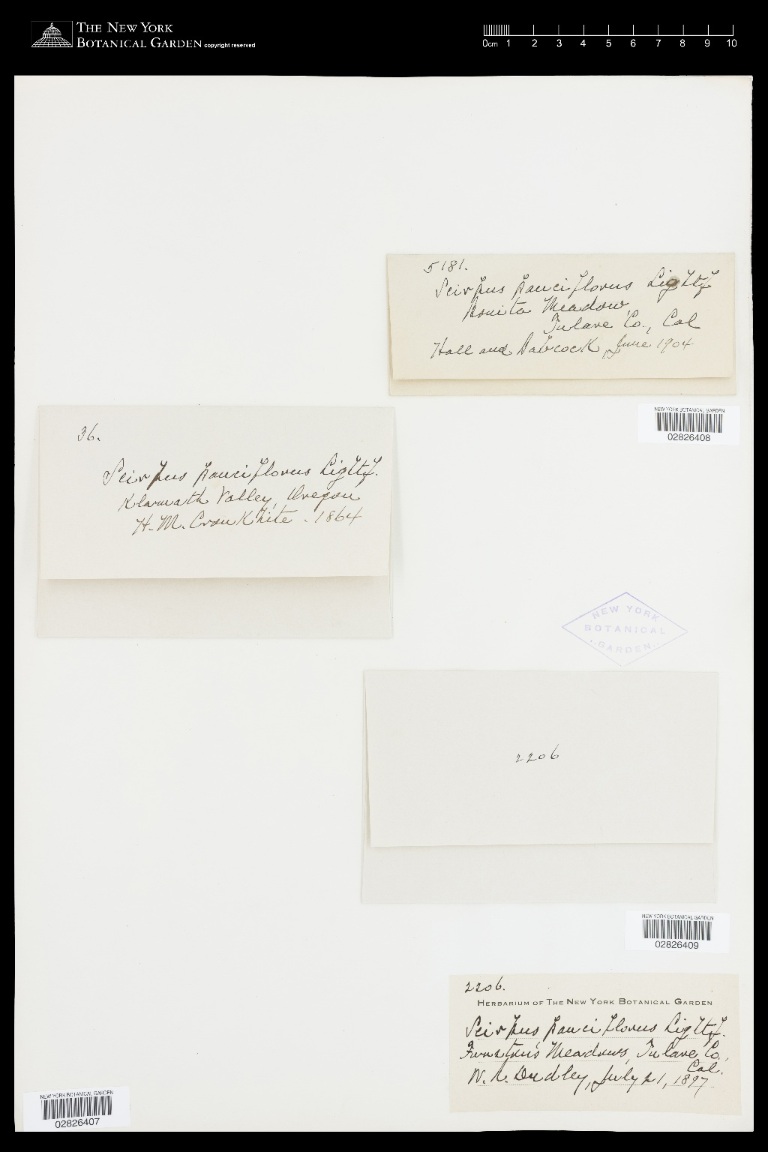 THE NEW YORK
BOTANICAL GARDEN copyright reserved
0cm 1 2 3 4 5 6 7 8 9 10
5181.
Scirpus pauciflorus Lightf
Bonita Meadow,
Tulare Co., Cal
Hall and Babcock, June 1904
NEW YORK BOTANICAL GARDEN
02826408
36.
Scirpus pauciflorus Lightf.
Klamath Valley, Oregon
H. M. Cronkhite - 1864
NEW YORK
BOTANICAL
GARDEN
2206
NEW YORK BOTANICAL GARDEN
02826409
2206.
HERBARIUM OF THE NEW YORK BOTANICAL GARDEN
Scirpus pauciflorus Lightf.
Funston's Meadows, Tulare Co.,
Cal.
W. R. Dudley, July 21, 1897.
NEW YORK BOTANICAL GARDEN
02826407